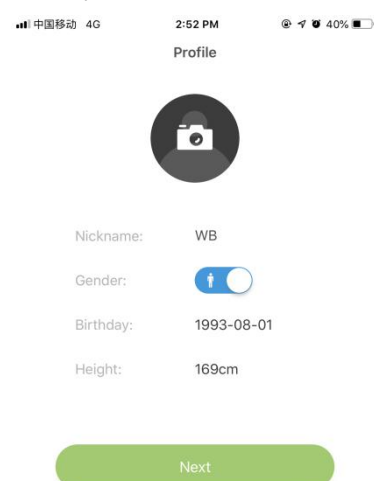 中国移动 4G 2:52 PM 40%
Profile
Nickname: WB
Gender:
Birthday: 1993-08-01
Height: 169cm
Next